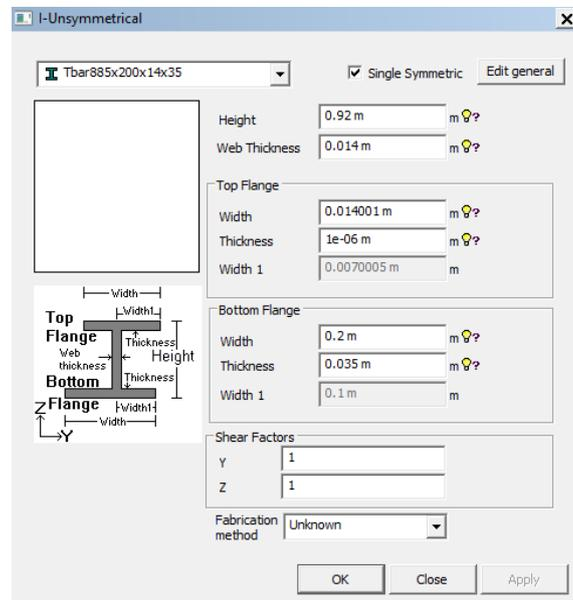 I-Unsymmetrical
Tbar885x200x14x35
Single Symmetric
Edit general
Height 0.92 m m ?
Web Thickness 0.014 m m ?
Top Flange
Width 0.014001 m m ?
Thickness 1e-06 m m ?
Width 1 0.0070005 m m
Bottom Flange
Width 0.2 m m ?
Thickness 0.035 m m ?
Width 1 0.1 m m
Width
Top Flange
Width1
Thickness
Web thickness
Height
Bottom Flange
Thickness
Width1
Width
Z
Y
Shear Factors
Y 1
Z 1
Fabrication method Unknown
OK Close Apply